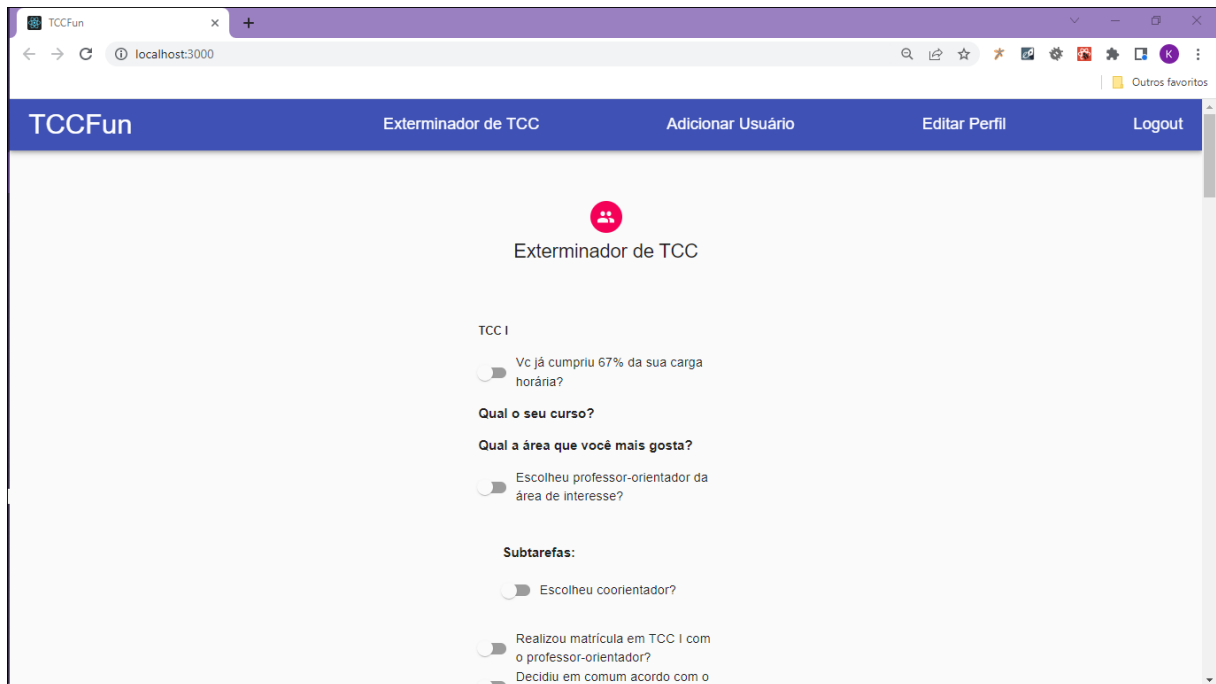 TCCFun
localhost:3000
K
Outros favoritos
TCCFun
Exterminador de TCC
Adicionar Usuário
Editar Perfil
Logout
Exterminador de TCC
TCC I
Vc já cumpriu 67% da sua carga
horária?
Qual o seu curso?
Qual a área que você mais gosta?
Escolheu professor-orientador da
área de interesse?
Subtarefas:
Escolheu coorientador?
Realizou matrícula em TCC I com
o professor-orientador?
Decidiu em comum acordo com o